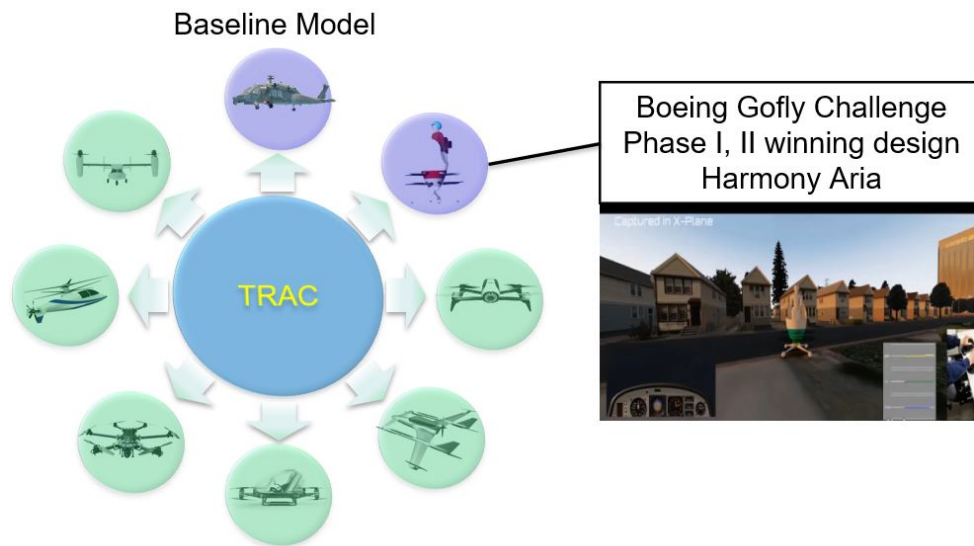 Baseline Model
TRAC
Boeing Gofly Challenge
Phase I, II winning design
Harmony Aria
Captured in X-Plane